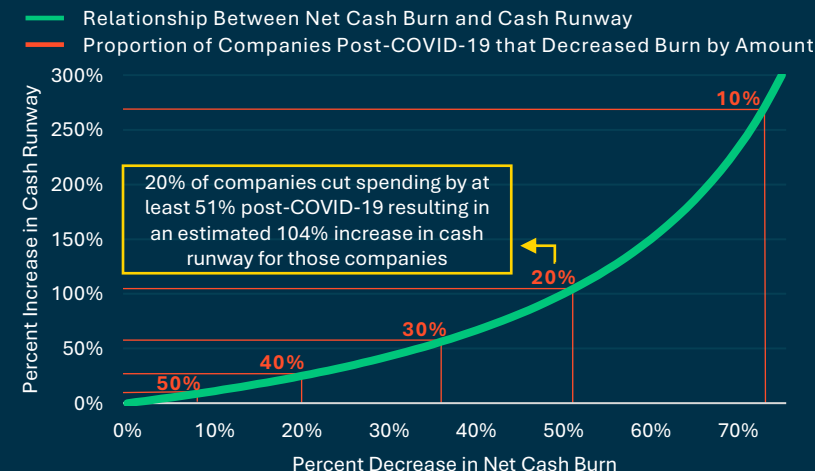 Relationship Between Net Cash Burn and Cash Runway
Proportion of Companies Post-COVID-19 that Decreased Burn by Amount
Percent Increase in Cash Runway
300%
250%
200%
150%
100%
50%
0%
10%
20% of companies cut spending by at
least 51% post-COVID-19 resulting in
an estimated 104% increase in cash
runway for those companies
20%
30%
40%
50%
0% 10% 20% 30% 40% 50% 60% 70%
Percent Decrease in Net Cash Burn